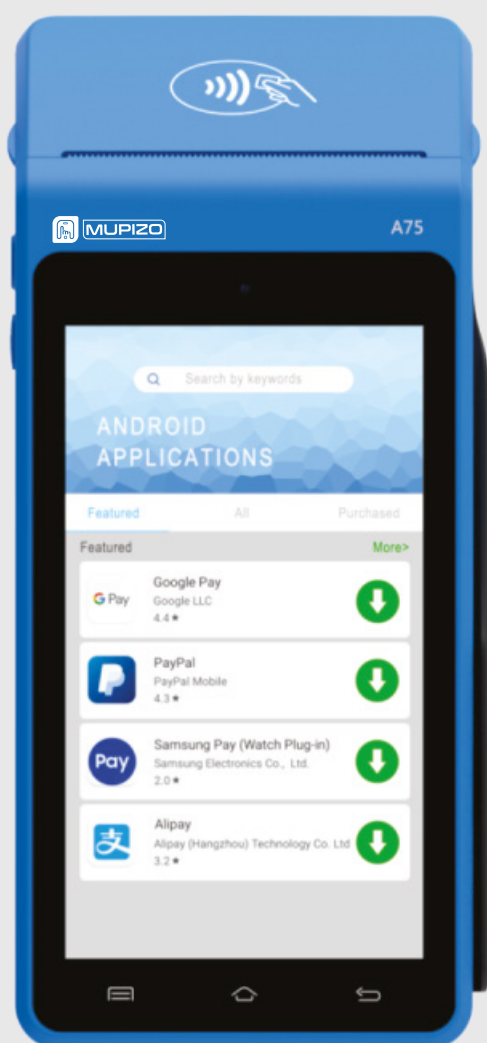 MUPIZO
A75
Search by keywords
ANDROID
APPLICATIONS
Featured All Purchased
Featured More>
G Pay
Google Pay
Google LLC
4.4★
PayPal
PayPal Mobile
4.3★
Pay
Samsung Pay (Watch Plug-in)
Samsung Electronics Co., Ltd.
2.0★
支
Alipay
Alipay (Hangzhou) Technology Co. Ltd
3.2★